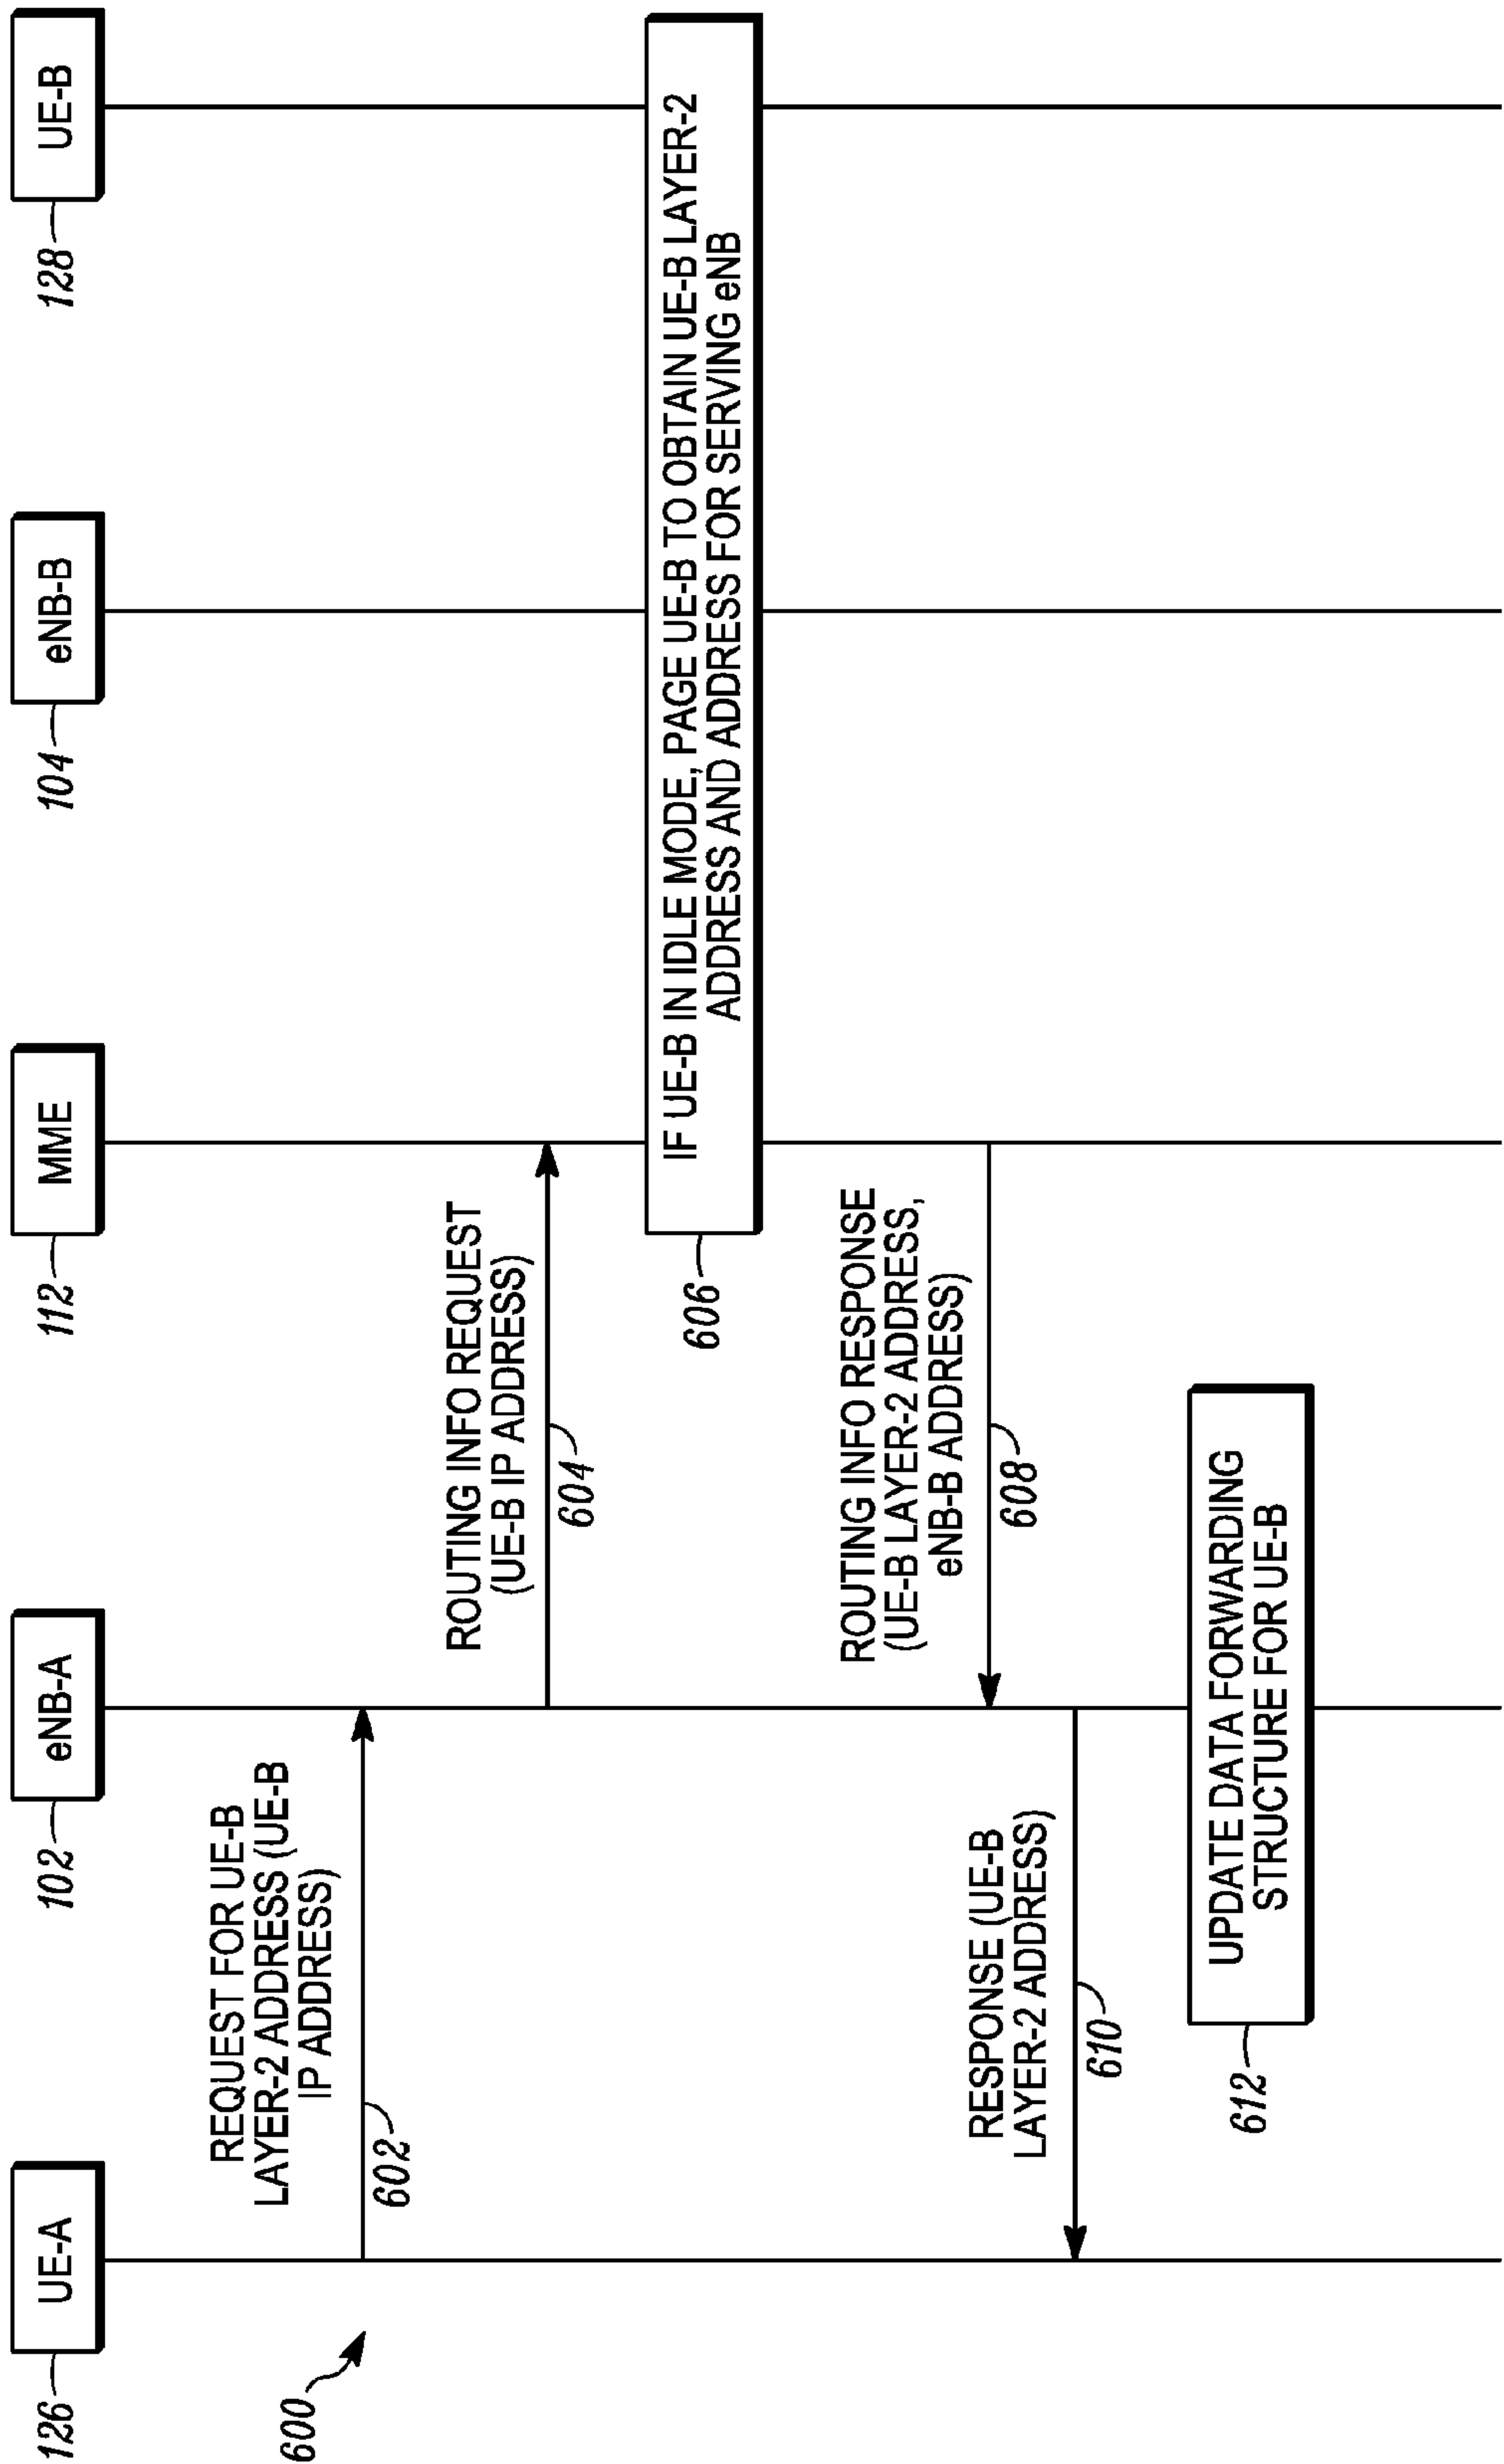 UE-A
126
eNB-A
102
MME
112
eNB-B
104
UE-B
128
600
REQUEST FOR UE-B
LAYER-2 ADDRESS (UE-B
IP ADDRESS)
602
ROUTING INFO REQUEST
(UE-B IP ADDRESS)
604
IF UE-B IN IDLE MODE, PAGE UE-B TO OBTAIN UE-B LAYER-2
ADDRESS AND ADDRESS FOR SERVING eNB
606
ROUTING INFO RESPONSE
(UE-B LAYER-2 ADDRESS,
eNB-B ADDRESS)
608
RESPONSE (UE-B
LAYER-2 ADDRESS)
610
UPDATE DATA FORWARDING
STRUCTURE FOR UE-B
612